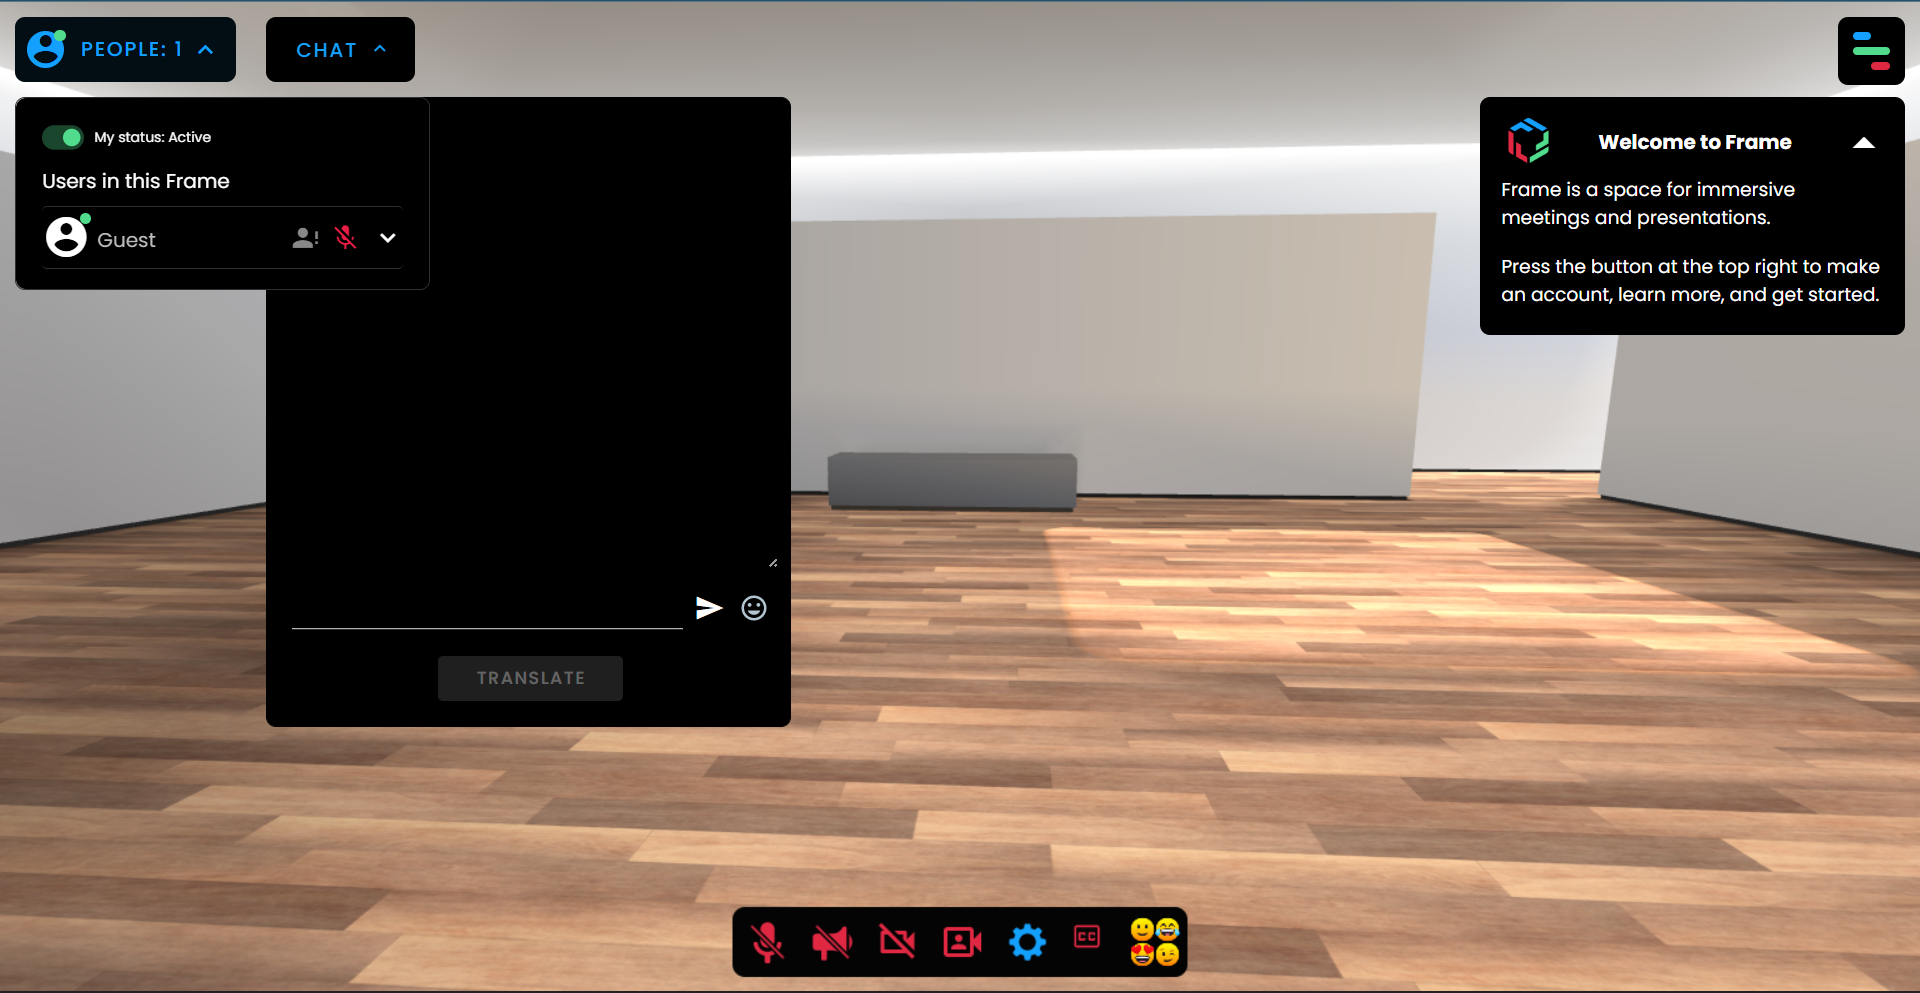 PEOPLE: 1
CHAT
My status: Active
Users in this Frame
Guest
TRANSLATE
Welcome to Frame
Frame is a space for immersive
meetings and presentations.
Press the button at the top right to make
an account, learn more, and get started.
CC